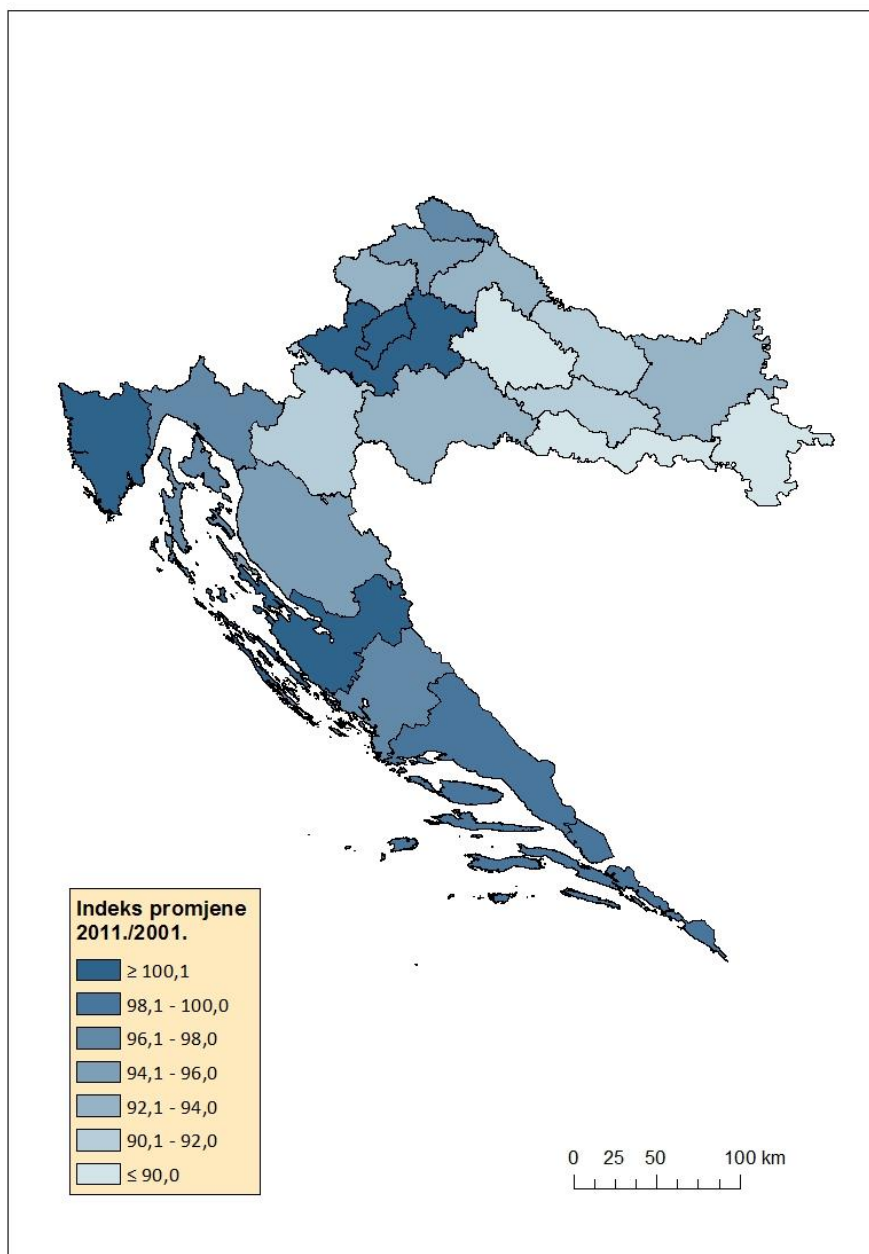 Indeks promjene
2011./2001.
≥ 100,1
98,1 - 100,0
96,1 - 98,0
94,1 - 96,0
92,1 - 94,0
90,1 - 92,0
≤ 90,0
0 25 50 100 km